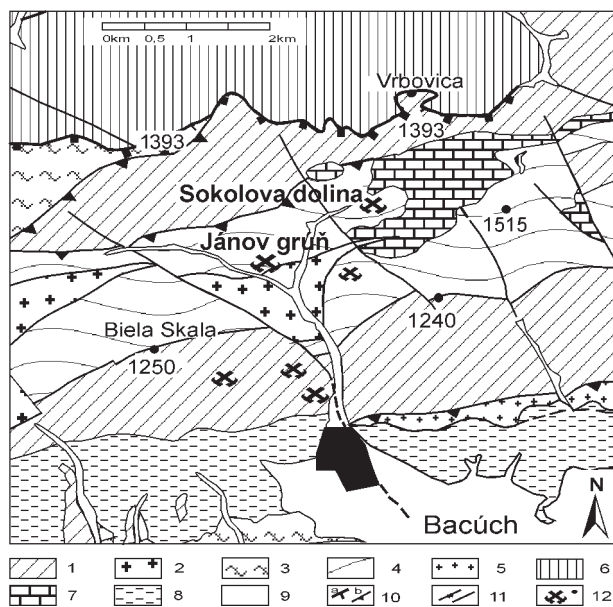 0km 0,5 1 2km
Vrbovica
1393
1393
Sokolova dolina
1515
Jánov grúň
1240
Biela Skala
1250
N
Bacúch
1 2 3 4 5 6
7 8 9 a b 10 11 12